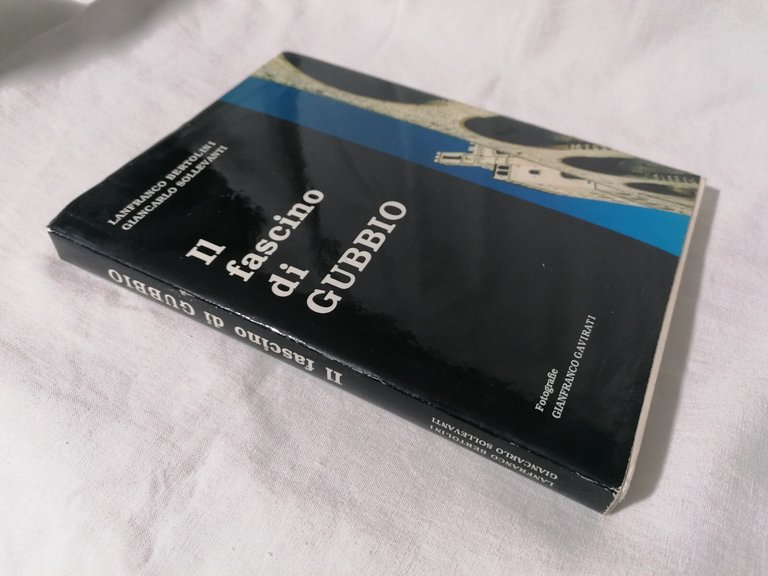 LANFRANCO BERTOLINI
GIANCARLO SOLLEVANTI
Il
fascino
di
GUBBIO
Fotografie
GIANFRANCO GAVIRATI
Il fascino di GUBBIO
LANFRANCO BERTOLINI
GIANCARLO SOLLEVANTI